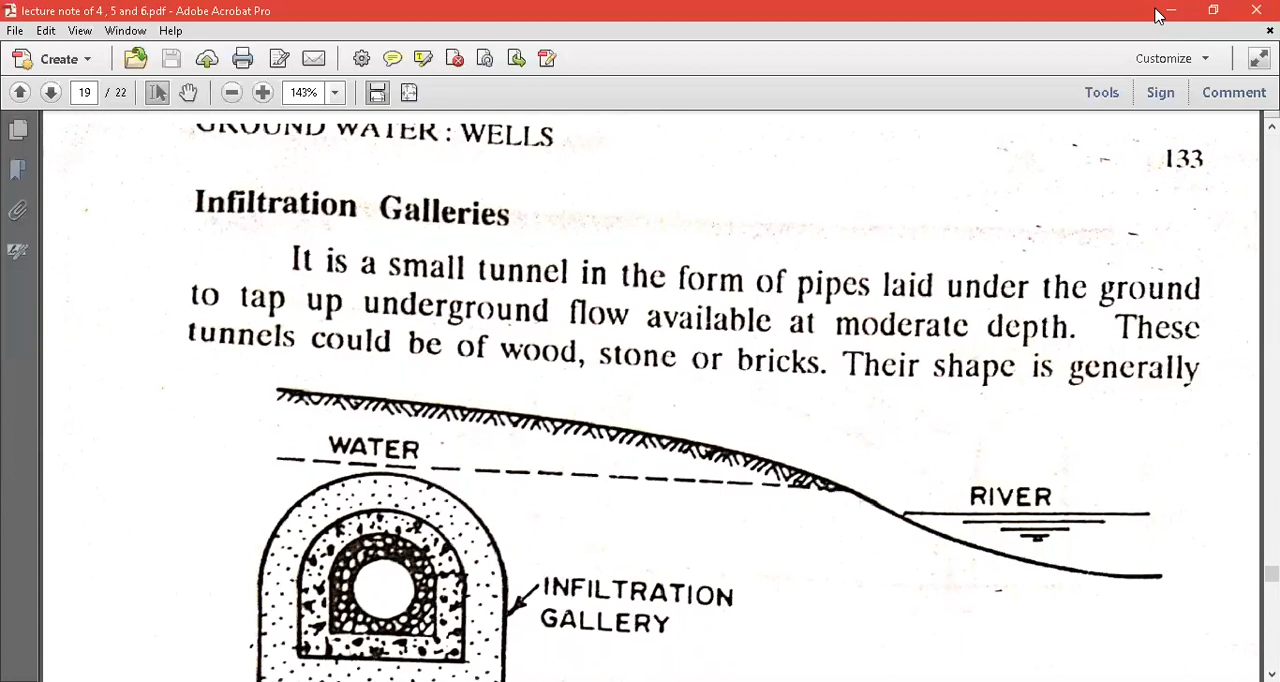 lecture note of 4 , 5 and 6.pdf - Adobe Acrobat Pro
File Edit View Window Help
Create Customize
19 / 22 143% Tools Sign Comment
GROUND WATER : WELLS
133
Infiltration Galleries
It is a small tunnel in the form of pipes laid under the ground
to tap up underground flow available at moderate depth. These
tunnels could be of wood, stone or bricks. Their shape is generally
WATER
RIVER
INFILTRATION
GALLERY